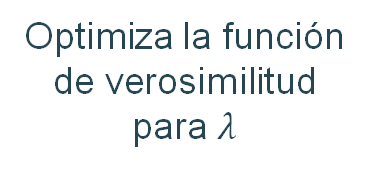 Optimiza la función
de verosimilitud
para λ